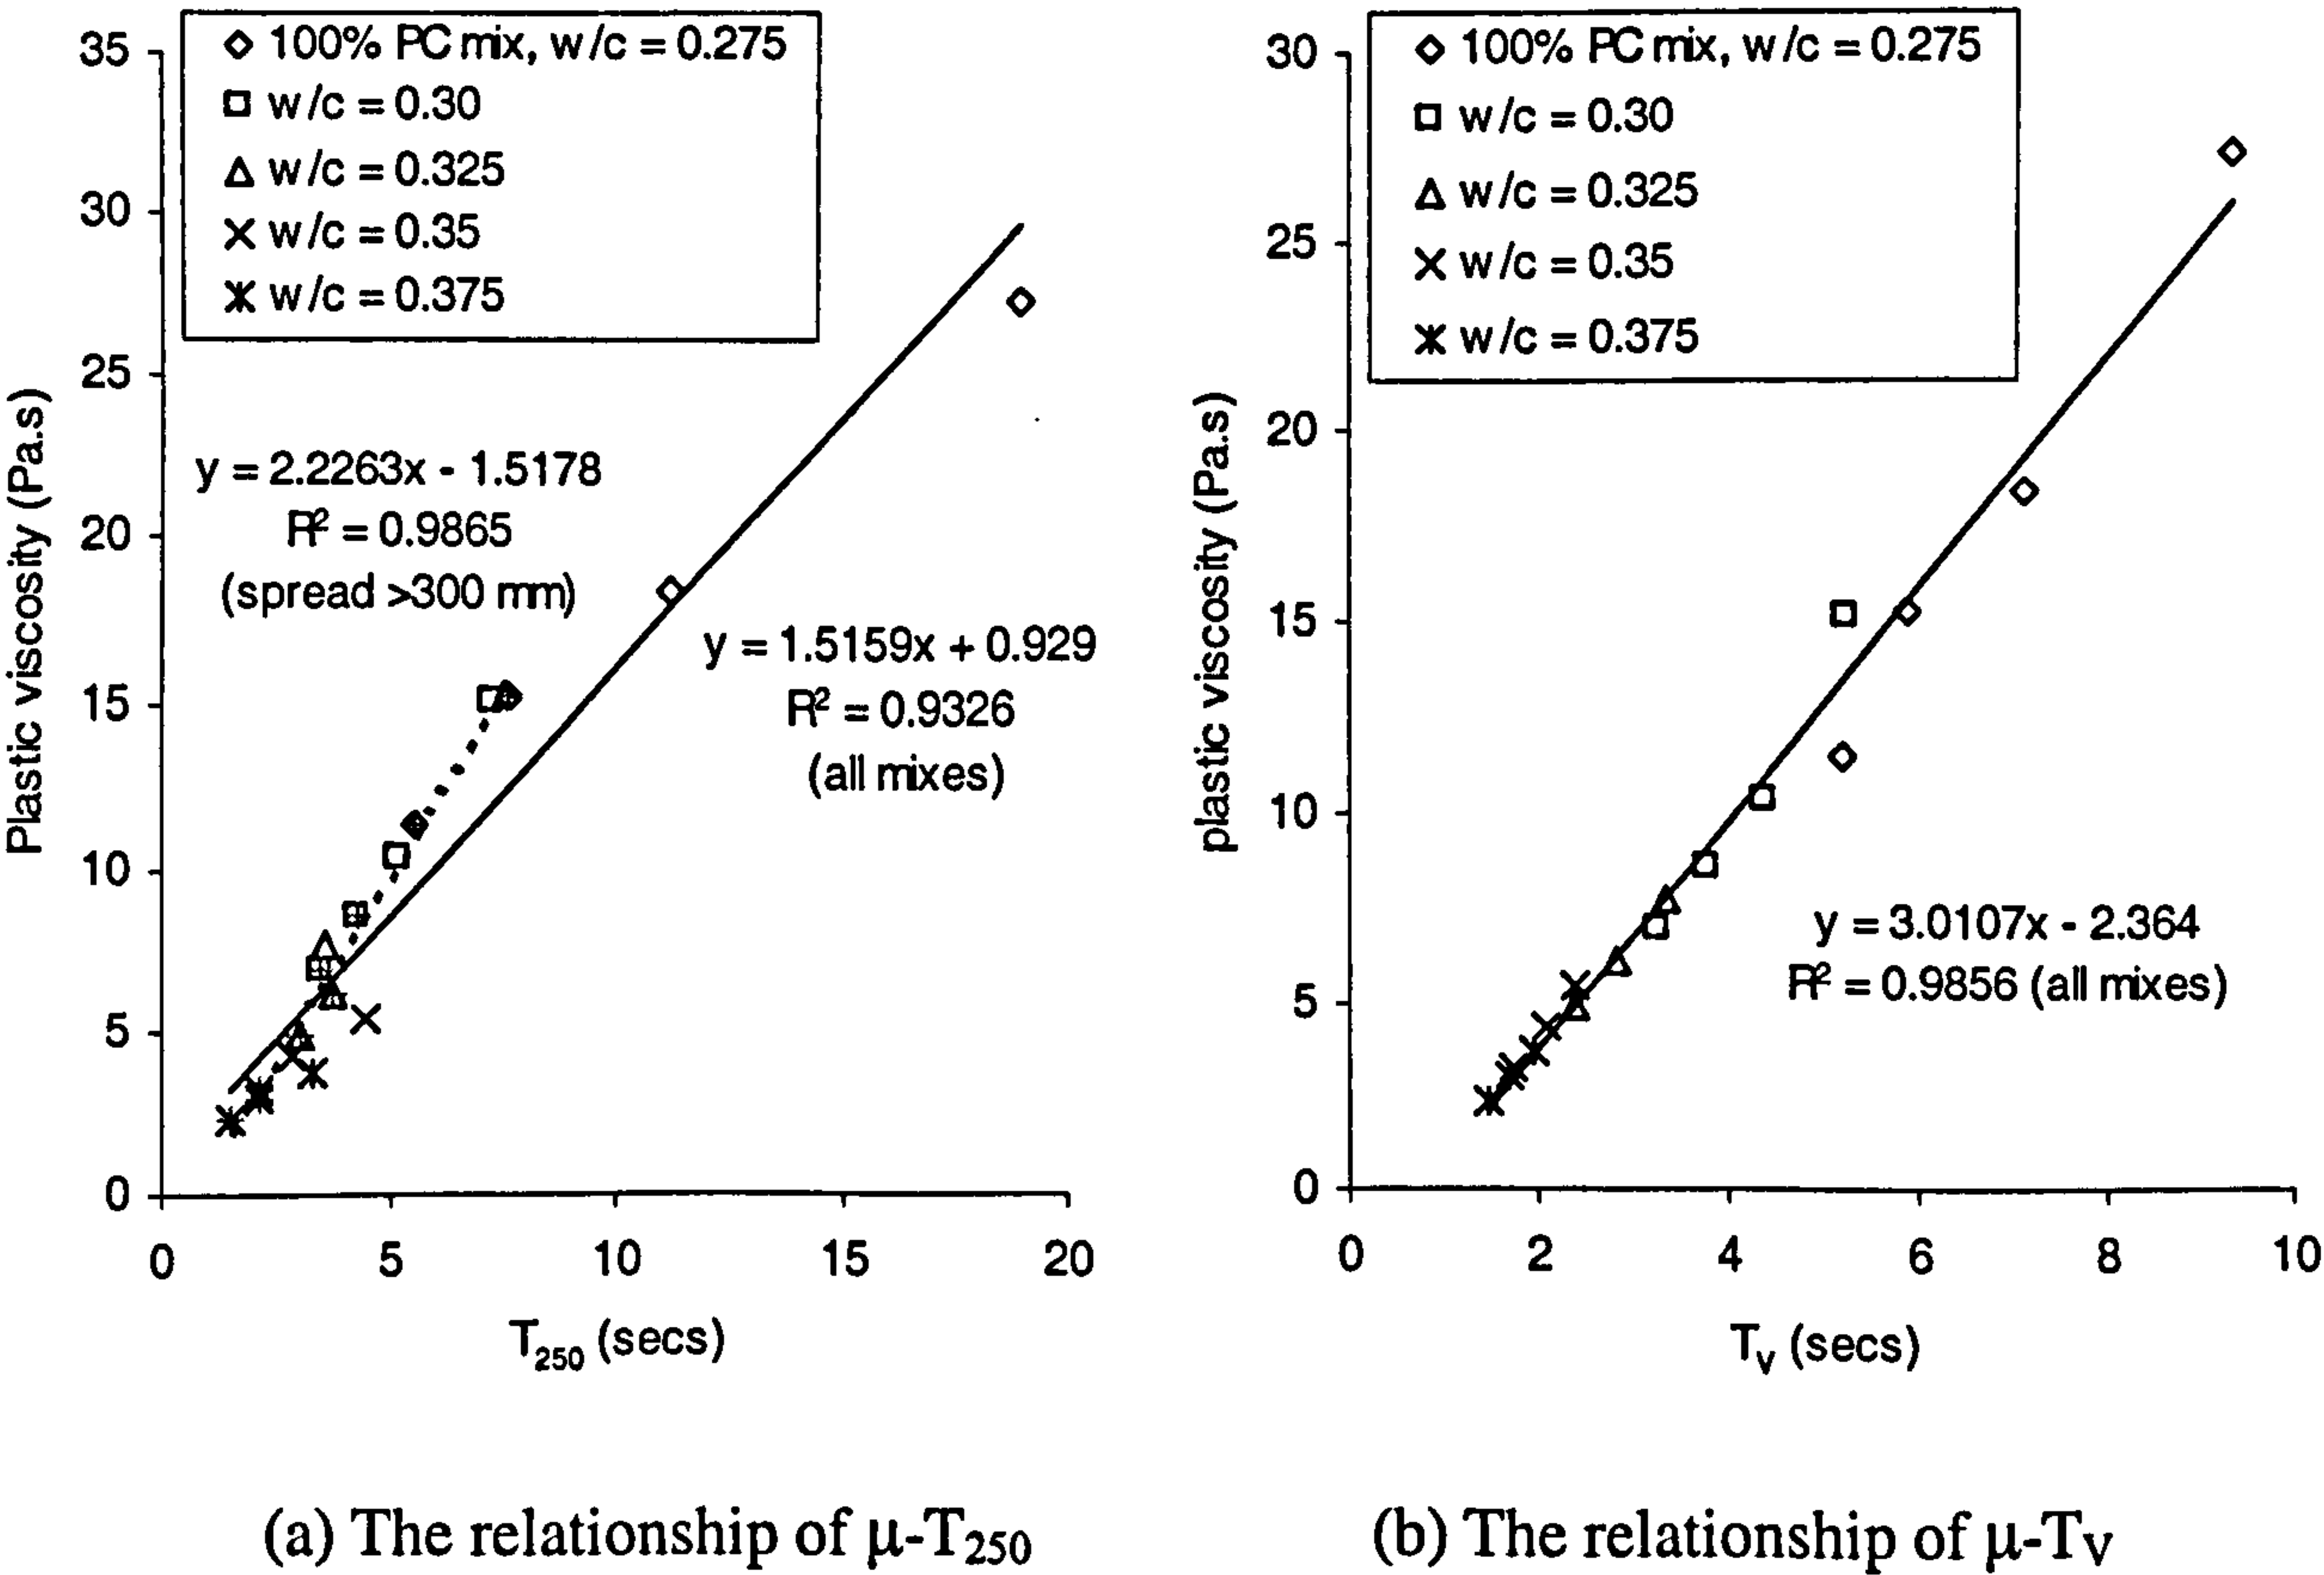 35
30
25
20
15
10
5
0
Plastic viscosity (Pa.s)
◇ 100% PC mix, w/c = 0.275
□ w/c = 0.30
△ w/c = 0.325
× w/c = 0.35
ж w/c = 0.375
y = 2.2263x - 1.5178
R² = 0.9865
(spread >300 mm)
y = 1.5159x + 0.929
R² = 0.9326
(all mixes)
0 5 10 15 20
T₂₅₀ (secs)
(a) The relationship of μ-T₂₅₀
30
25
20
15
10
5
0
plastic viscosity (Pa.s)
◇ 100% PC mix, w/c = 0.275
□ w/c = 0.30
△ w/c = 0.325
× w/c = 0.35
ж w/c = 0.375
y = 3.0107x - 2.364
R² = 0.9856 (all mixes)
0 2 4 6 8 10
Tᵥ (secs)
(b) The relationship of μ-Tᵥ